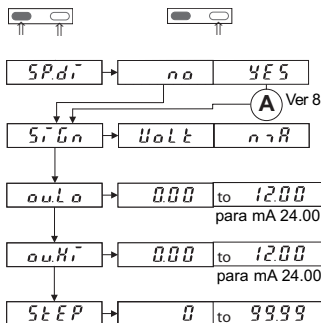 SP.di no YES
A Ver 8
SiGn UoLt mA
ou.Lo 0.00 to 12.00
para mA 24.00
ou.Hi 0.00 to 12.00
para mA 24.00
StEP 0 to 99.99